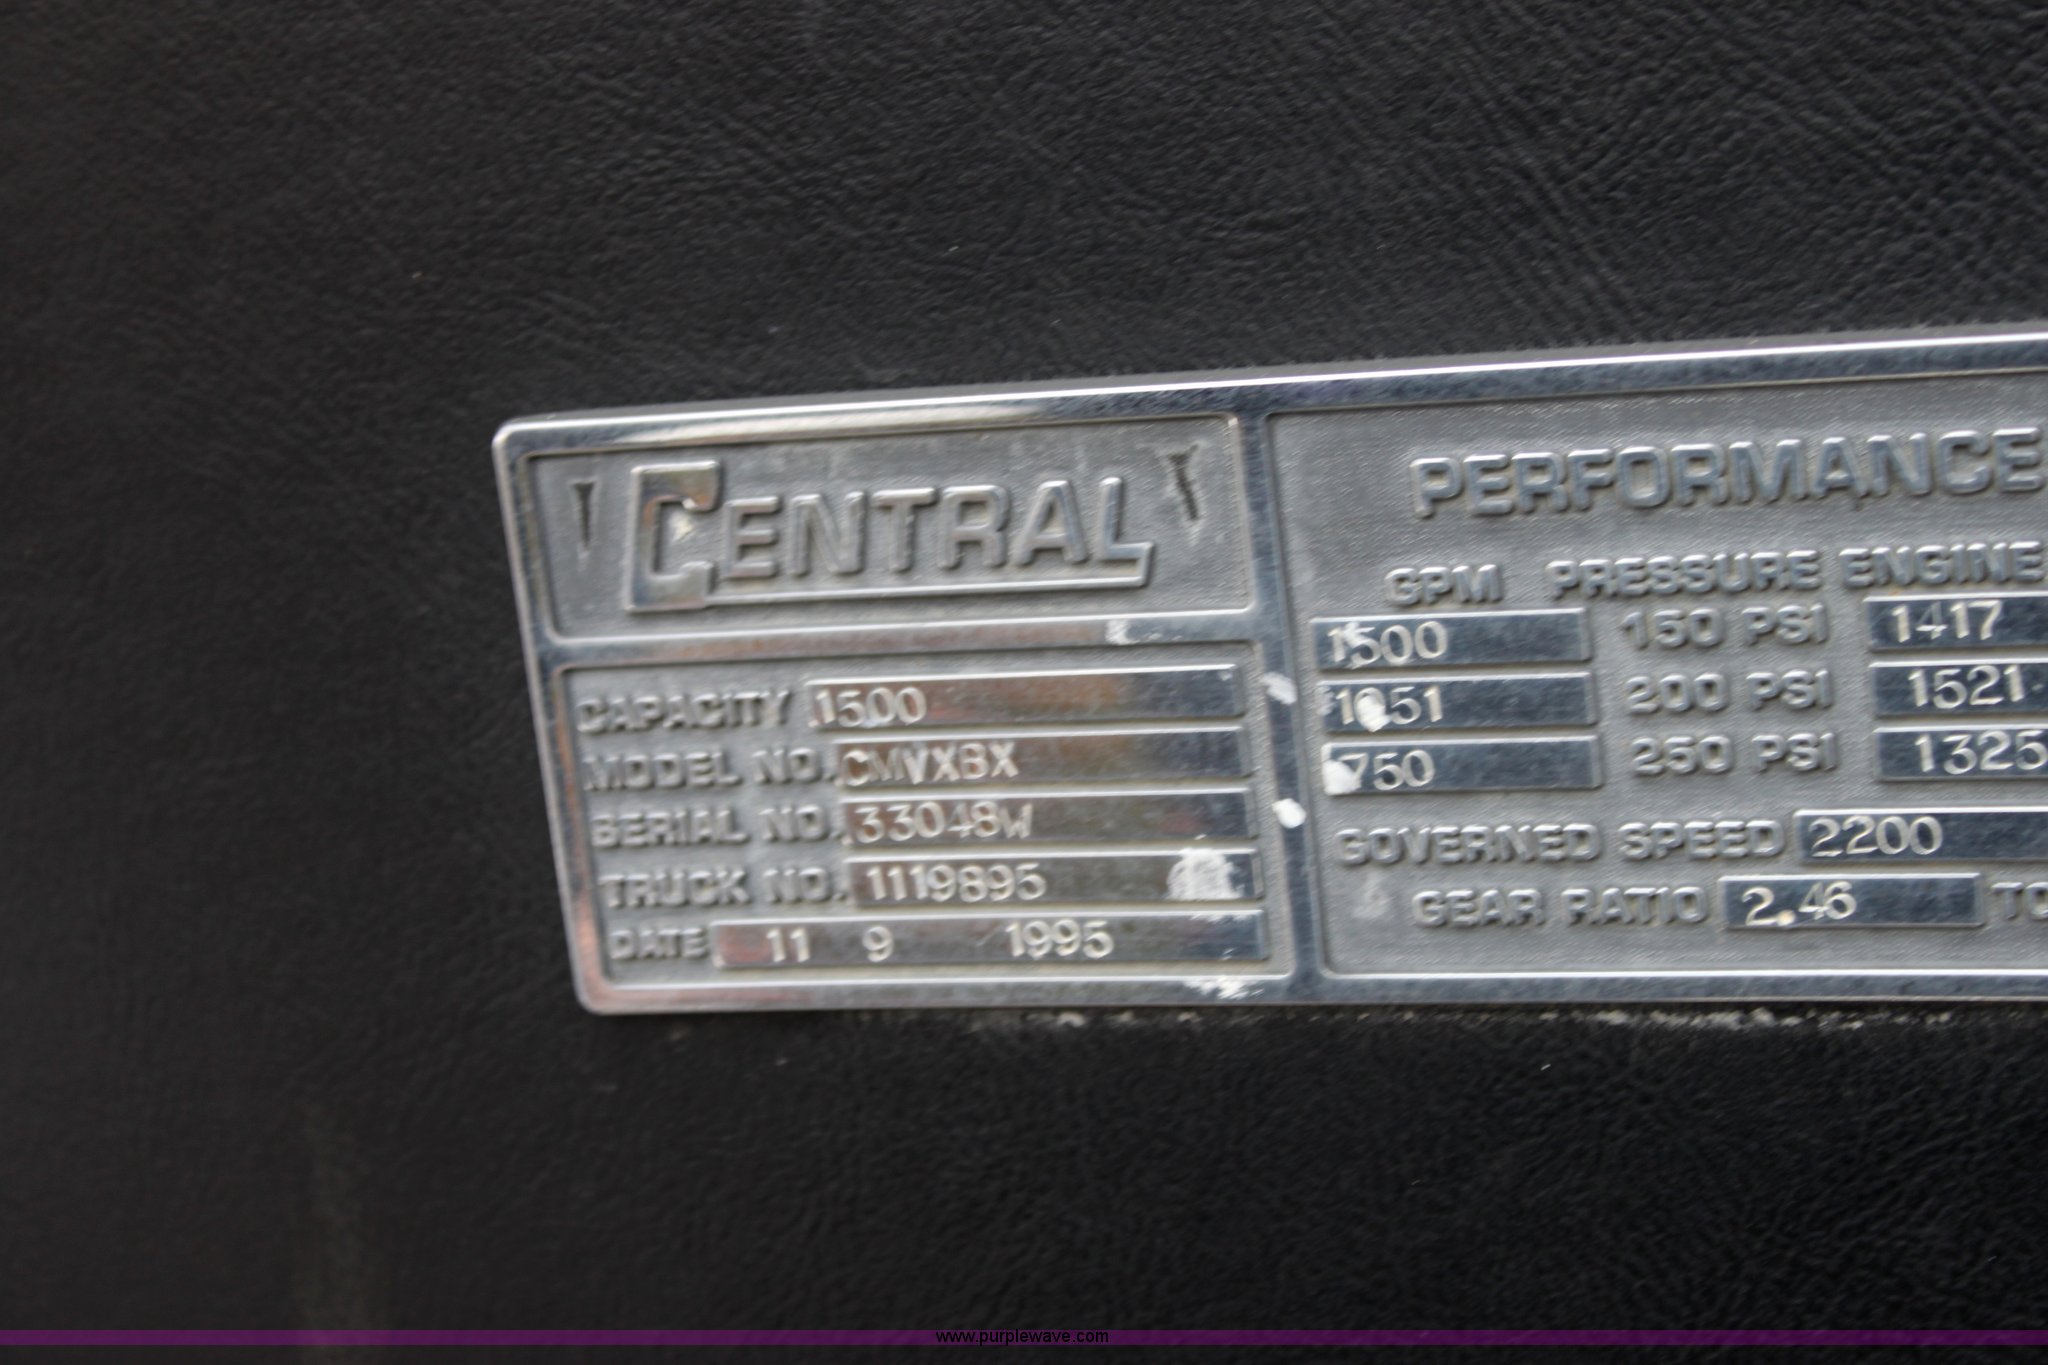 CENTRAL
CAPACITY 1500
MODEL NO. CMVXBX
SERIAL NO. 33048W
TRUCK NO. 1119895
DATE 11 9 1995
PERFORMANCE
GPM PRESSURE ENGINE
1500 150 PSI 1417
1051 200 PSI 1521
750 250 PSI 1325
GOVERNED SPEED 2200
GEAR RATIO 2.46 TO
www.purplewave.com